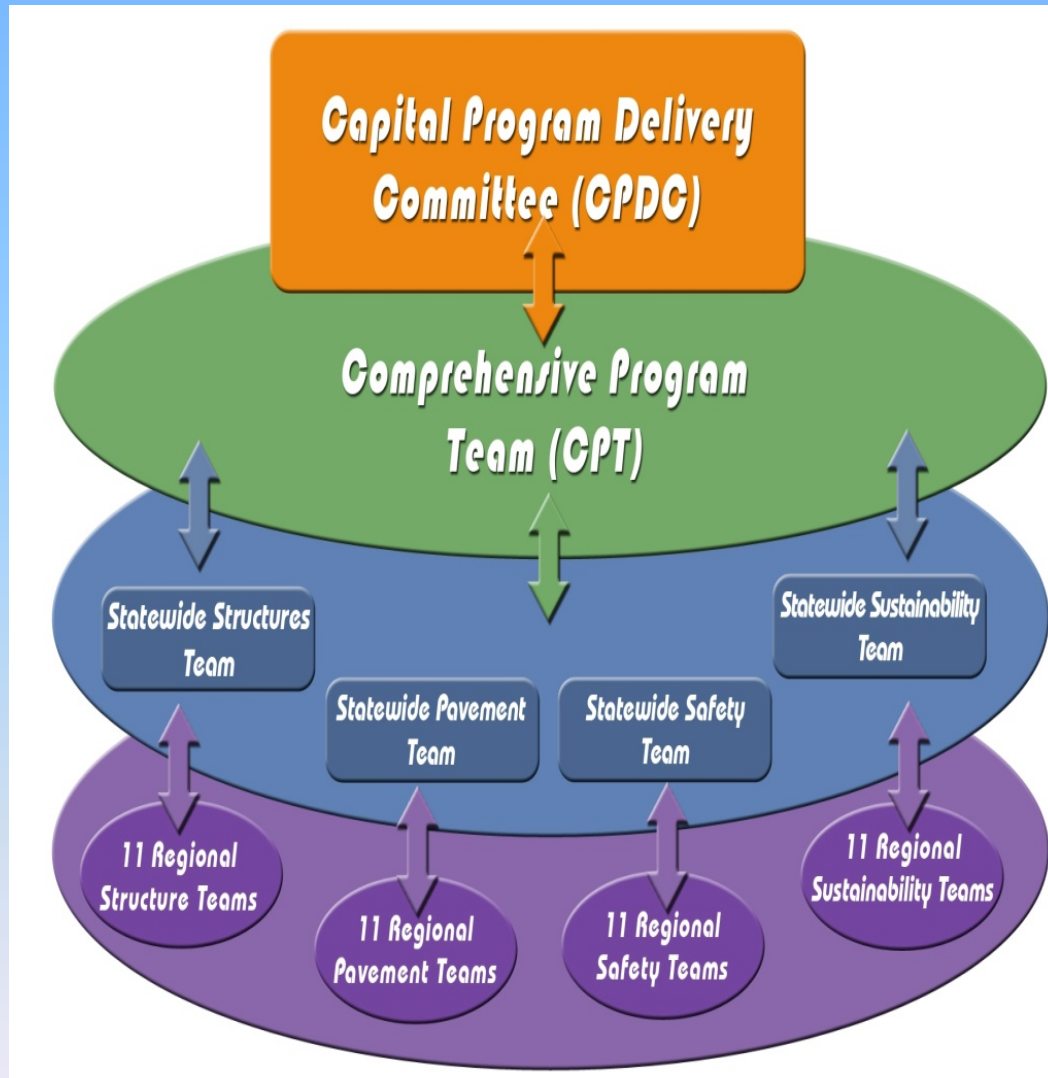 Capital Program Delivery
Committee (CPDC)
Comprehensive Program
Team (CPT)
Statewide Structures
Team
Statewide Sustainability
Team
Statewide Pavement
Team
Statewide Safety
Team
11 Regional
Structure Teams
11 Regional
Sustainability Teams
11 Regional
Pavement Teams
11 Regional
Safety Teams